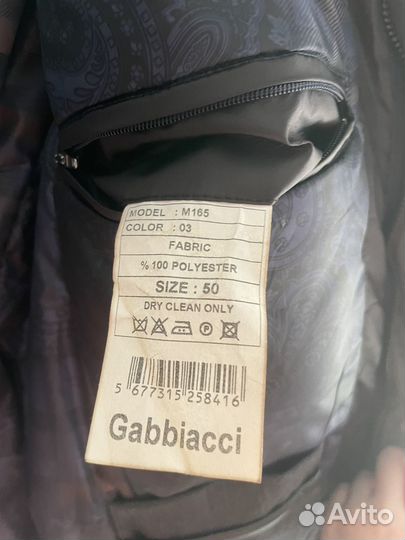 MODEL : M165
COLOR : 03
FABRIC
% 100 POLYESTER
SIZE : 50
DRY CLEAN ONLY
P
5 677315 258416
Gabbiacci
Avito